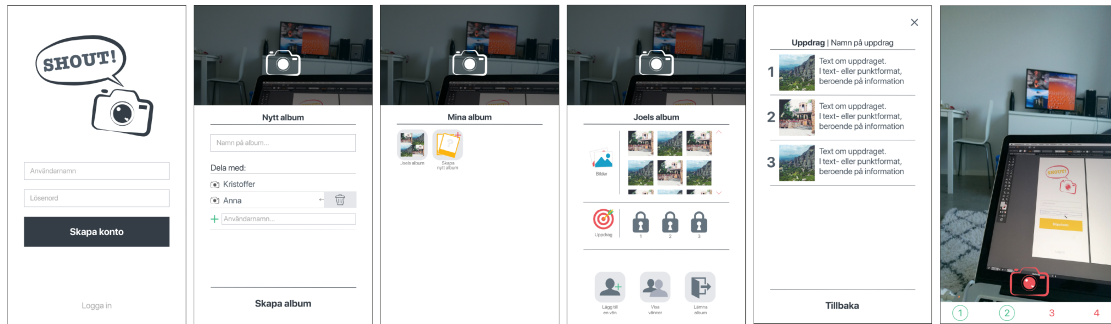 SHOUT!
Användarnamn
Lösenord
Skapa konto
Logga in
Nytt album
Namn på album...
Dela med:
Kristoffer
Anna
Användarnamn...
Skapa album
Mina album
Joels album
Skapa
nytt album
Joels album
Bilder
Uppdrag
1
2
3
Lägg till
en vän
Visa
vänner
Lämna
album
Uppdrag | Namn på uppdrag
1
Text om uppdraget.
I text- eller punktformat,
beroende på information
2
Text om uppdraget.
I text- eller punktformat,
beroende på information
3
Text om uppdraget.
I text- eller punktformat,
beroende på information
Tillbaka
1
2
3
4